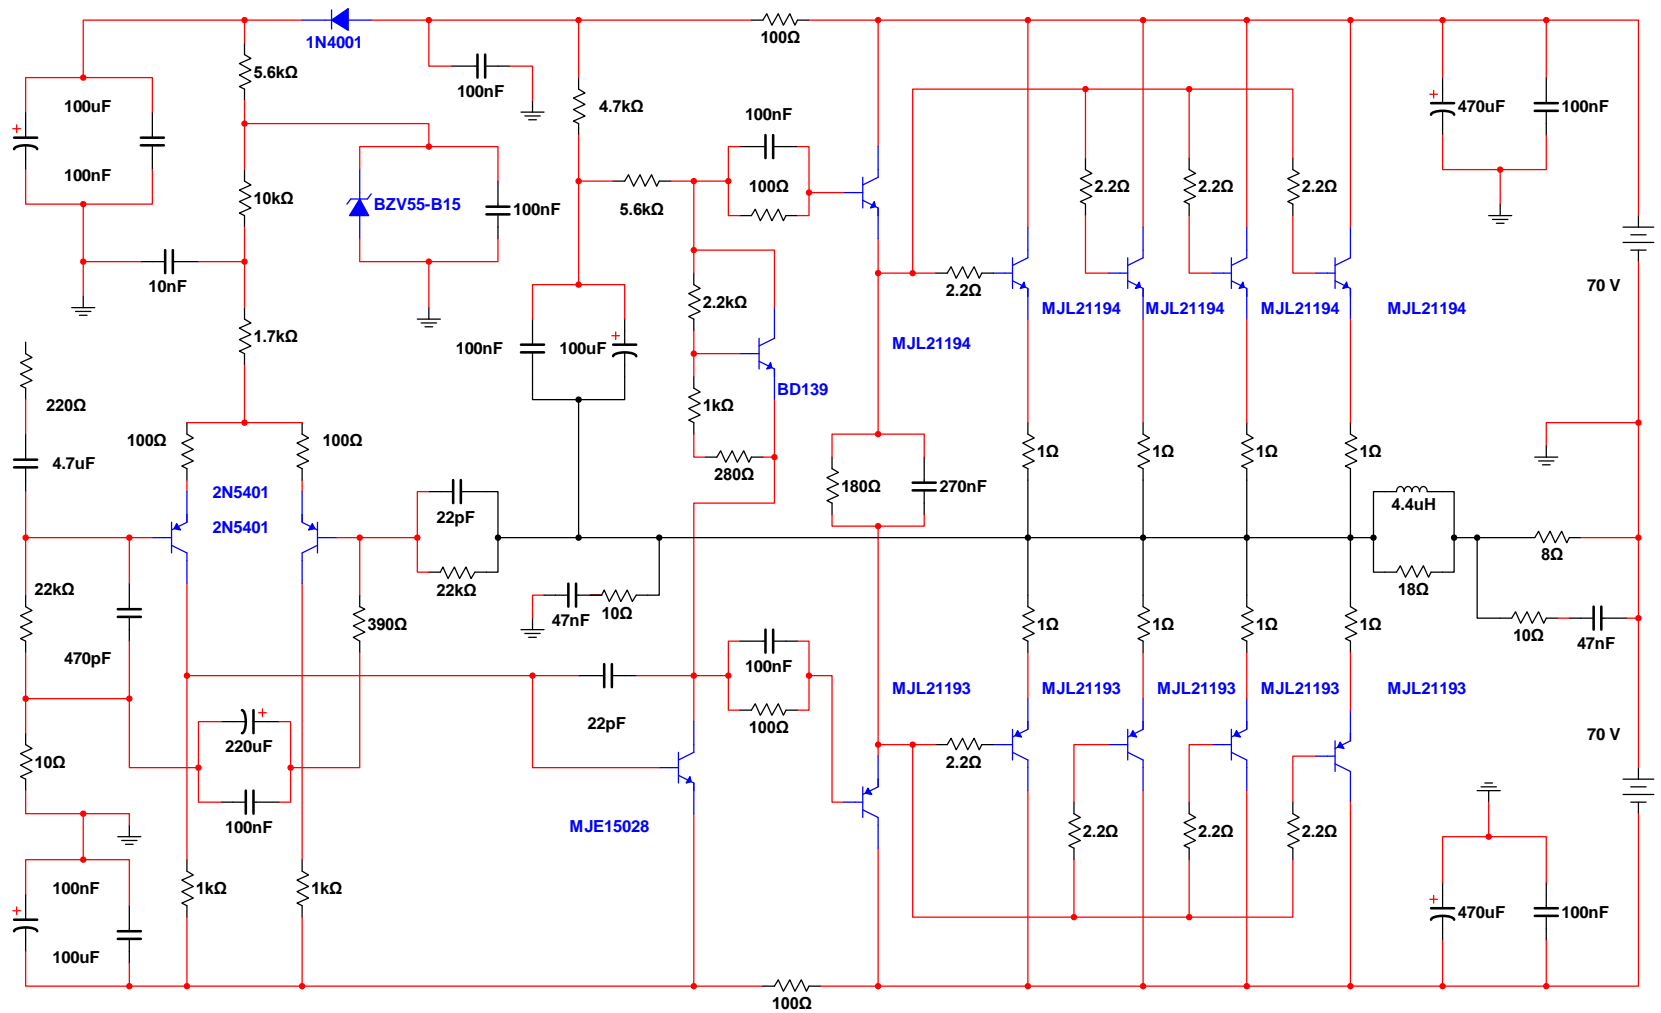 1N4001
100Ω
5.6kΩ
100uF
100nF
100nF
4.7kΩ
100nF
470uF
100nF
100nF
10kΩ
BZV55-B15
100nF
100Ω
5.6kΩ
2.2Ω
2.2Ω
2.2Ω
10nF
2.2Ω
70 V
2.2kΩ
MJL21194
MJL21194
MJL21194
MJL21194
1.7kΩ
100nF
100uF
MJL21194
BD139
220Ω
1kΩ
100Ω
100Ω
4.7uF
280Ω
1Ω
1Ω
1Ω
1Ω
2N5401
180Ω
270nF
4.4uH
22pF
2N5401
8Ω
22kΩ
22kΩ
18Ω
390Ω
47nF
10Ω
1Ω
1Ω
1Ω
1Ω
10Ω
47nF
470pF
100nF
MJL21193
MJL21193
MJL21193
MJL21193
MJL21193
22pF
100Ω
220uF
70 V
10Ω
2.2Ω
100nF
MJE15028
2.2Ω
2.2Ω
2.2Ω
100nF
1kΩ
1kΩ
470uF
100nF
100uF
100Ω